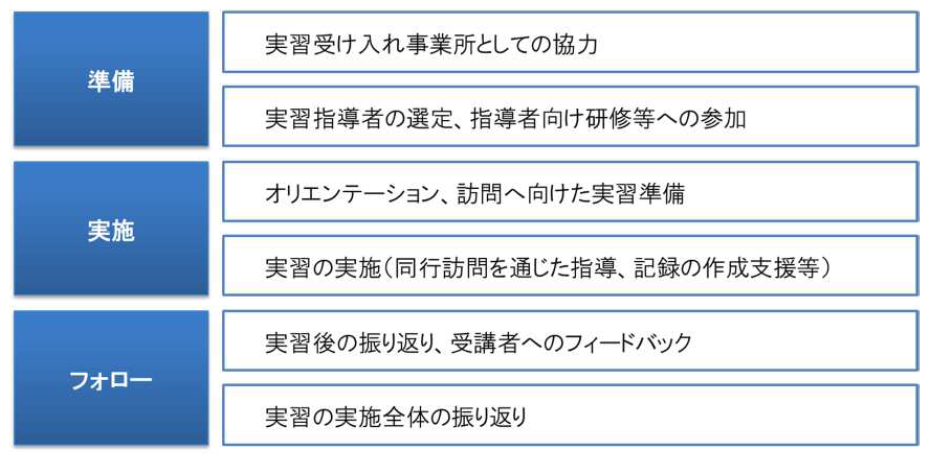 準備
実習受け入れ事業所としての協力
実習指導者の選定、指導者向け研修等への参加
実施
オリエンテーション、訪問へ向けた実習準備
実習の実施（同行訪問を通じた指導、記録の作成支援等）
フォロー
実習後の振り返り、受講者へのフィードバック
実習の実施全体の振り返り